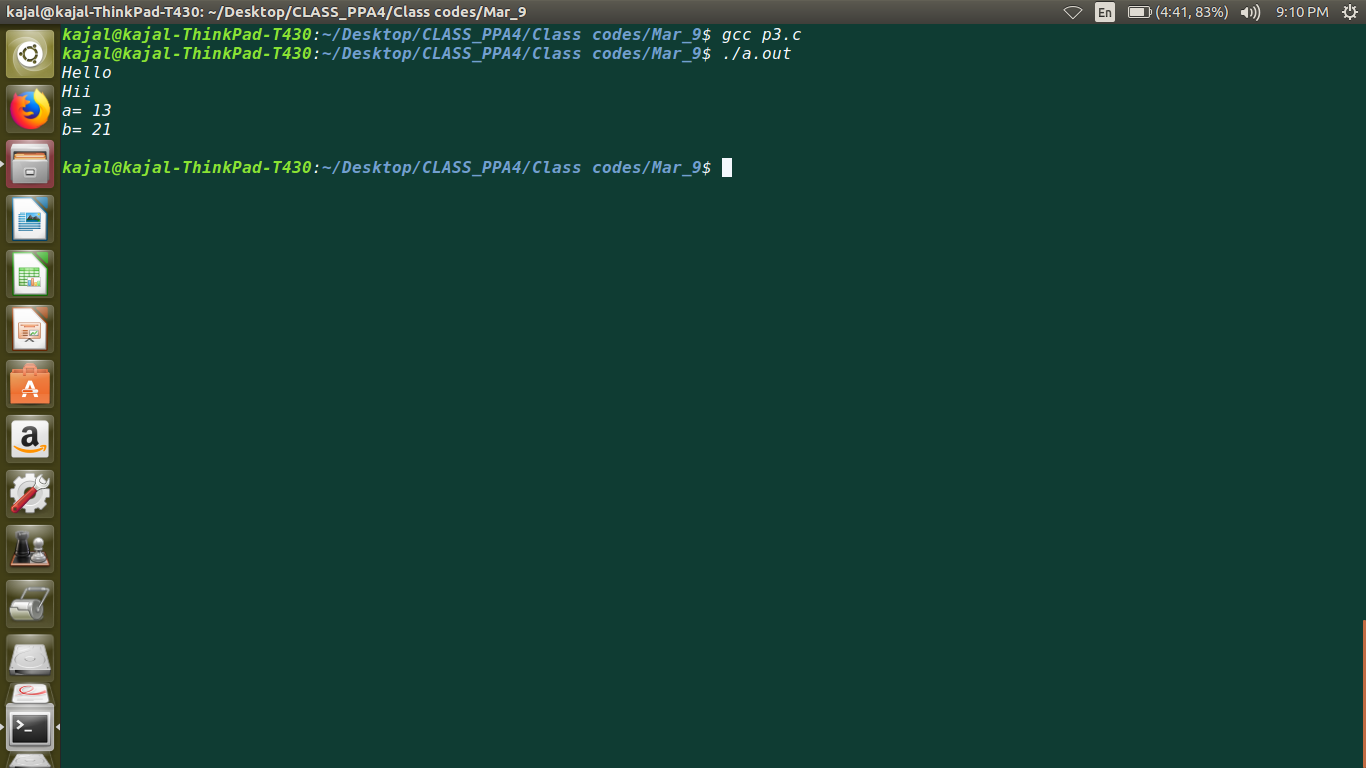 kajal@kajal-ThinkPad-T430: ~/Desktop/CLASS_PPA4/Class codes/Mar_9
En
(4:41, 83%)
9:10 PM
kajal@kajal-ThinkPad-T430:~/Desktop/CLASS_PPA4/Class codes/Mar_9$ gcc p3.c
kajal@kajal-ThinkPad-T430:~/Desktop/CLASS_PPA4/Class codes/Mar_9$ ./a.out
Hello
Hii
a= 13
b= 21
kajal@kajal-ThinkPad-T430:~/Desktop/CLASS_PPA4/Class codes/Mar_9$